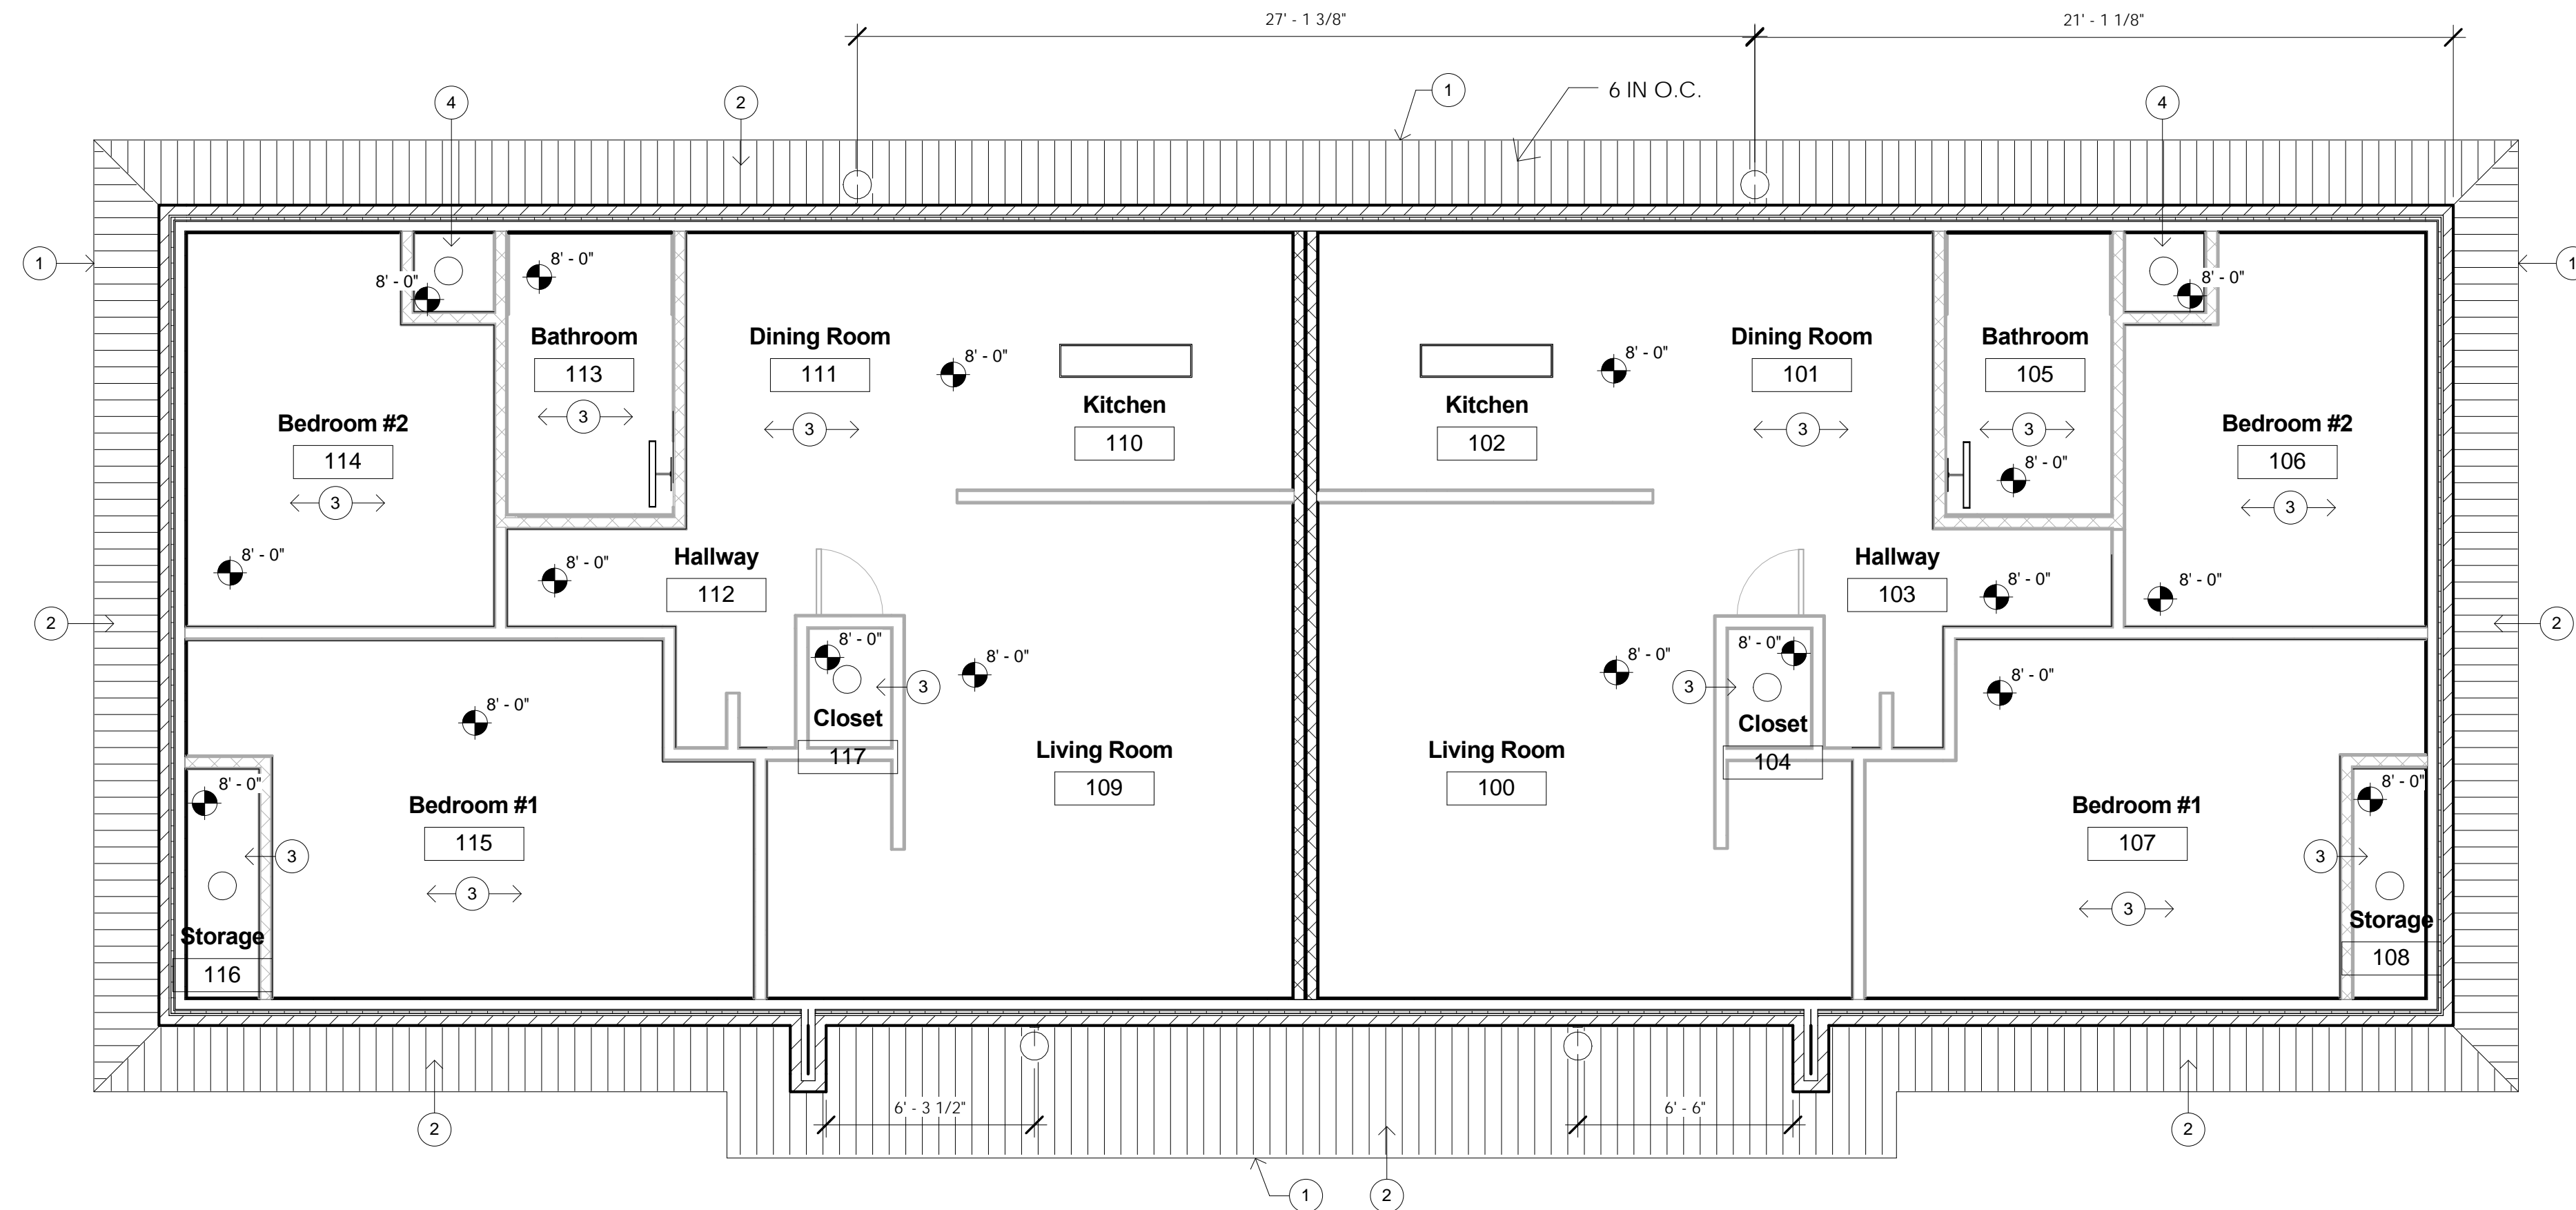 27' - 1 3/8"
21' - 1 1/8"
1
6 IN O.C.
4
2
4
1
1
8' - 0"
8' - 0"
8' - 0"
Bathroom
113
3
Dining Room
111
3
8' - 0"
Kitchen
110
Kitchen
102
8' - 0"
Dining Room
101
3
Bathroom
105
3
8' - 0"
Bedroom #2
114
3
8' - 0"
Bedroom #2
106
3
8' - 0"
8' - 0"
Hallway
112
Hallway
103
8' - 0"
2
2
8' - 0"
3
Closet
117
8' - 0"
8' - 0"
3
8' - 0"
Closet
104
8' - 0"
8' - 0"
Living Room
109
Living Room
100
8' - 0"
3
Bedroom #1
115
3
Bedroom #1
107
3
8' - 0"
3
Storage
116
Storage
108
6' - 3 1/2"
6' - 6"
2
2
1
2